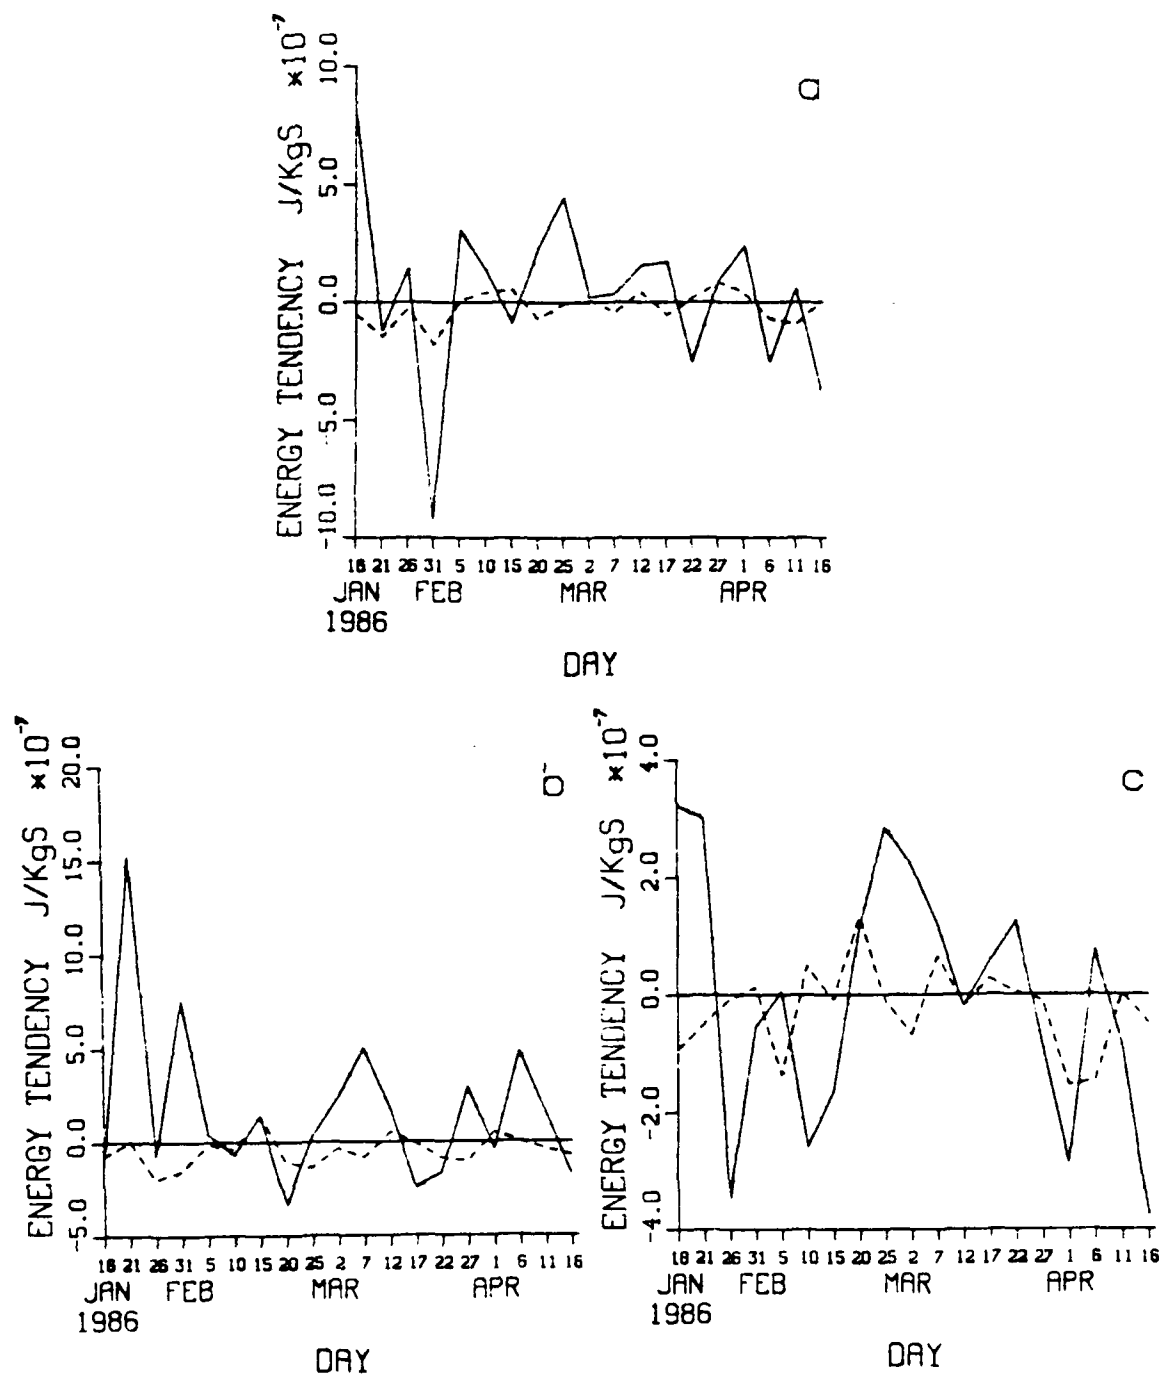 ENERGY TENDENCY J/KgS ×10⁻⁷
10.0
5.0
0.0
-5.0
-10.0
a
16 21 26 31 5 10 15 20 25 2 7 12 17 22 27 1 6 11 16
JAN FEB MAR APR
1986
DAY
ENERGY TENDENCY J/KgS ×10⁻⁷
20.0
15.0
10.0
5.0
0.0
-5.0
b
16 21 26 31 5 10 15 20 25 2 7 12 17 22 27 1 6 11 16
JAN FEB MAR APR
1986
DAY
ENERGY TENDENCY J/KgS ×10⁻⁷
4.0
2.0
0.0
-2.0
-4.0
c
16 21 26 31 5 10 15 20 25 2 7 12 17 22 27 1 6 11 16
JAN FEB MAR APR
1986
DAY